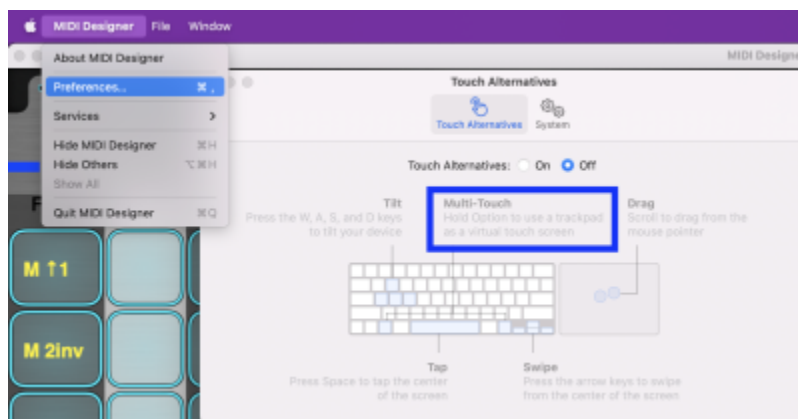 MIDI Designer File Window
About MIDI Designer
MIDI Designe
Preferences... ⌘ ,
Touch Alternatives
Services >
Touch Alternatives System
Hide MIDI Designer ⌘H
Hide Others ⌥⌘H
Show All
Quit MIDI Designer ⌘Q
Touch Alternatives: On Off
Tilt
Press the W, A, S, and D keys
to tilt your device
Multi-Touch
Hold Option to use a trackpad
as a virtual touch screen
Drag
Scroll to drag from the
mouse pointer
F
M ↑1
M 2inv
Tap
Press Space to tap the center
of the screen
Swipe
Press the arrow keys to swipe
from the center of the screen